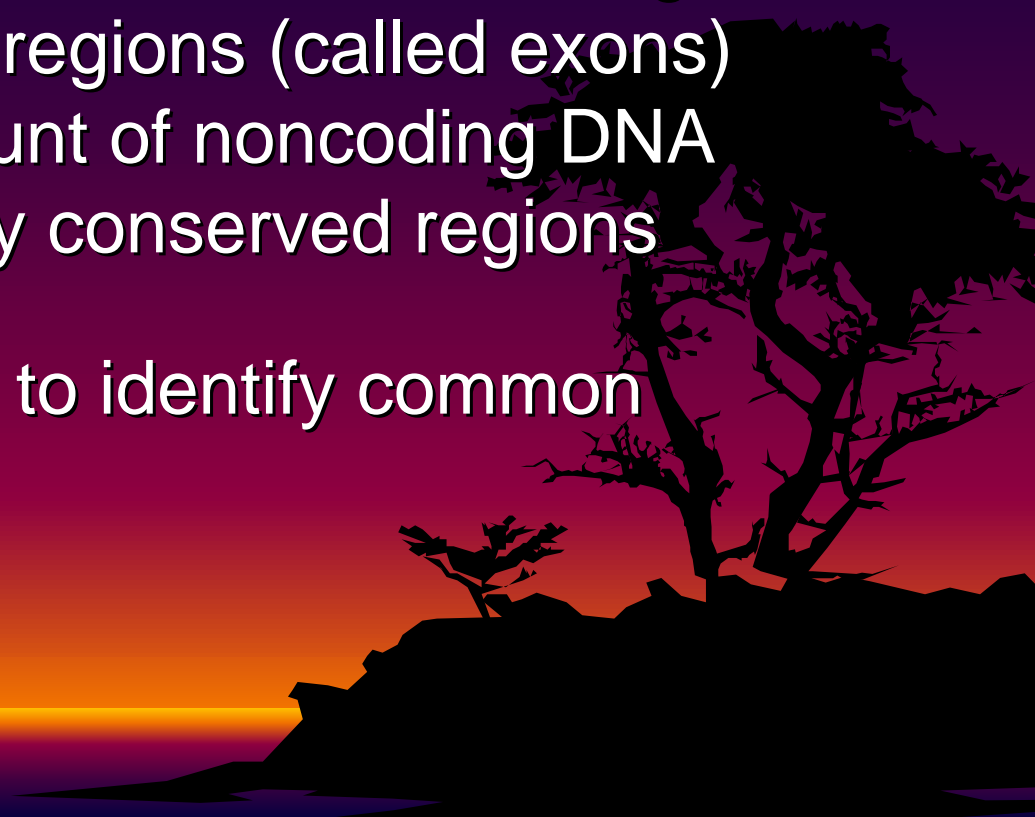 regions (called exons)
unt of noncoding DNA
y conserved regions
to identify common